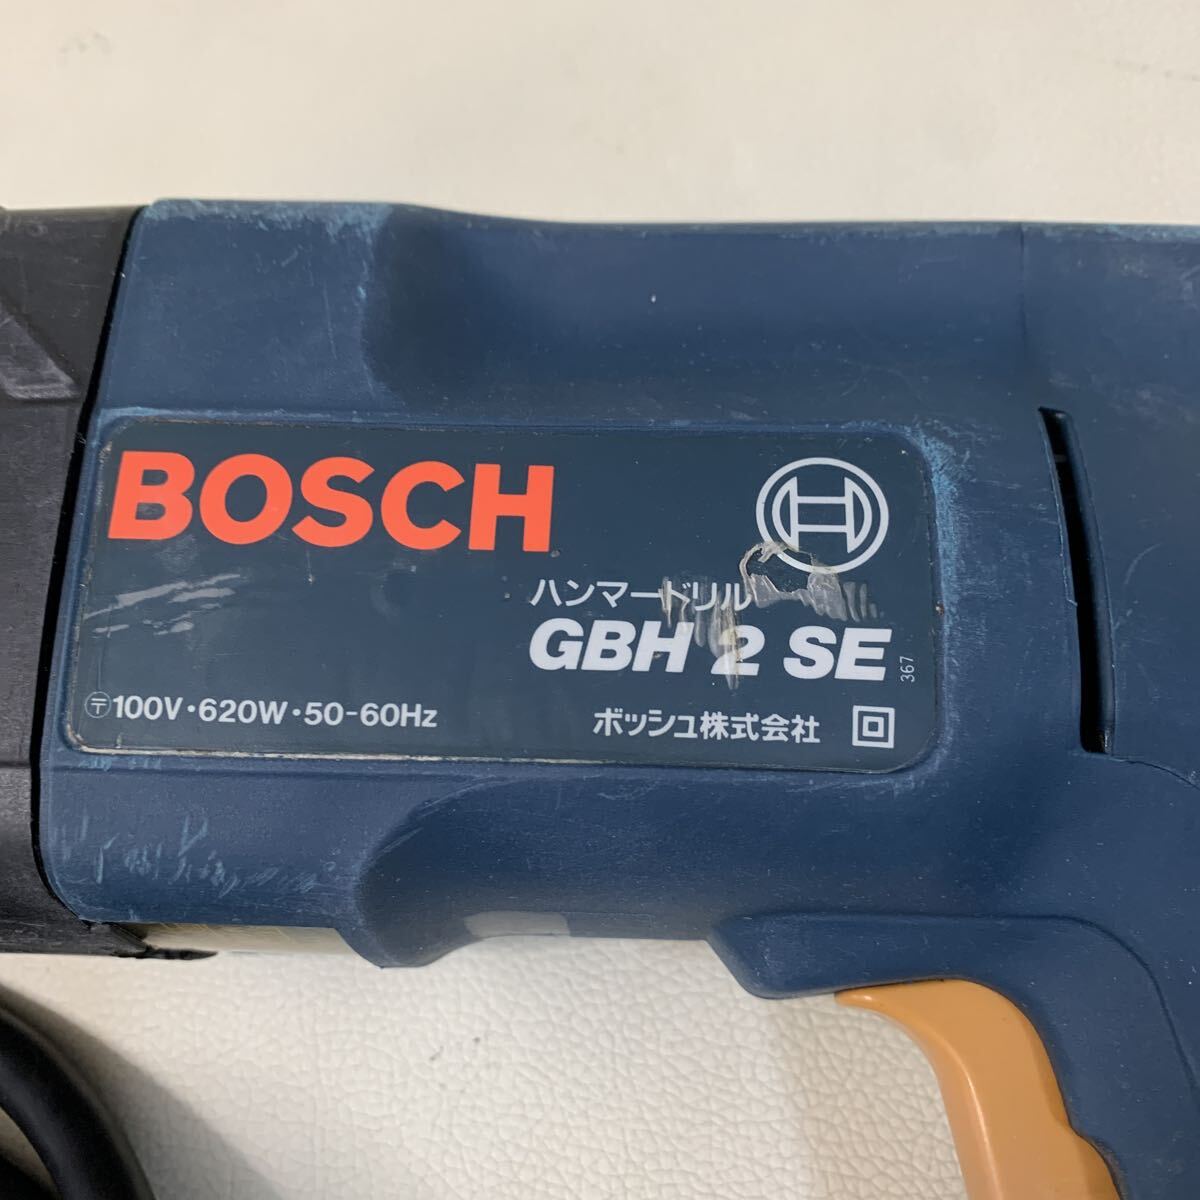 BOSCH
ハンマードリル
GBH 2 SE
367
〒100V・620W・50-60Hz
ボッシュ株式会社